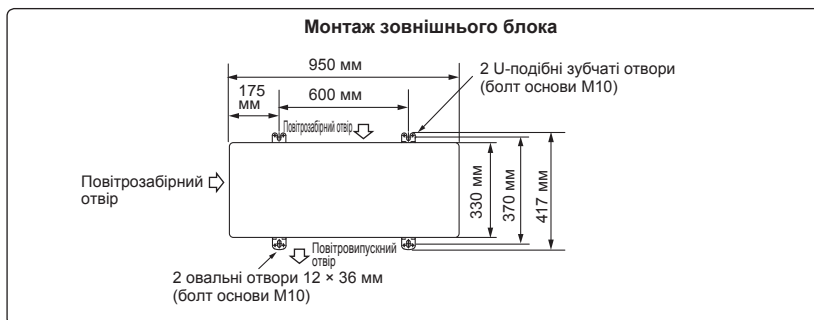 Монтаж зовнішнього блока
950 мм
2 U-подібні зубчаті отвори
(болт основи M10)
175
мм
600 мм
Повітрозабірний отвір
Повітрозабірний
отвір
330 мм
370 мм
417 мм
Повітровипускний
отвір
2 овальні отвори 12 × 36 мм
(болт основи M10)